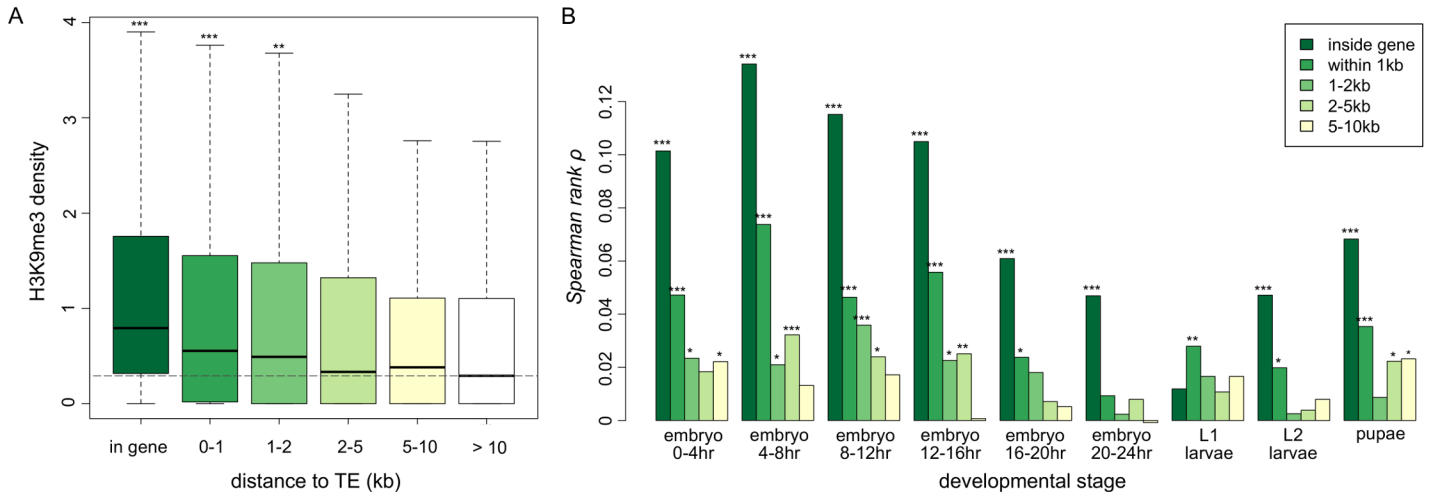 A
H3K9me3 density
4
3
2
1
0
***
***
**
in gene
0-1
1-2
2-5
5-10
> 10
distance to TE (kb)
B
Spearman rank ρ
0.12
0.10
0.08
0.06
0.04
0.02
0
inside gene
within 1kb
1-2kb
2-5kb
5-10kb
***
***
*
*
***
***
*
***
***
***
***
*
***
***
*
**
***
*
***
**
***
*
***
***
*
*
embryo
0-4hr
embryo
4-8hr
embryo
8-12hr
embryo
12-16hr
embryo
16-20hr
embryo
20-24hr
L1
larvae
L2
larvae
pupae
developmental stage